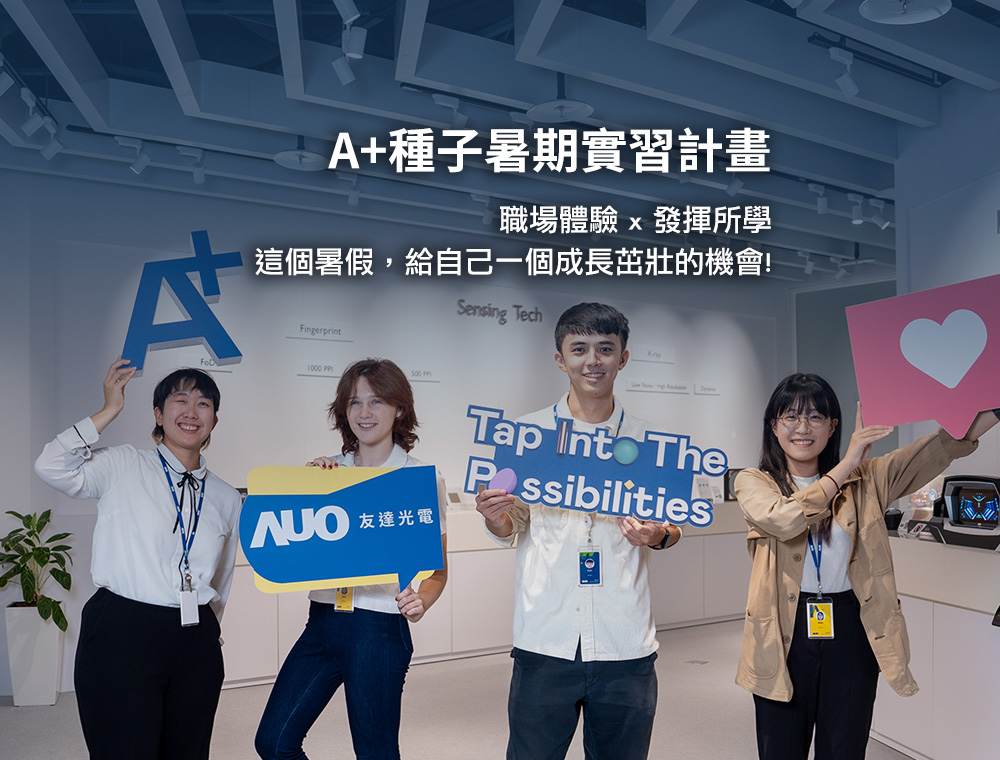 A+種子暑期實習計畫
職場體驗 x 發揮所學
這個暑假，給自己一個成長茁壯的機會!
A+
Sensing Tech
Fingerprint
1000 PPI
500 PPI
X-ray
Tap Into The
Possibilities
AUO 友達光電